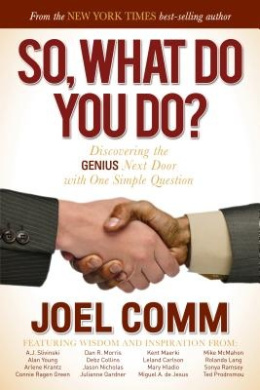 From the NEW YORK TIMES best-selling author
SO, WHAT DO
YOU DO?
Discovering the
GENIUS Next Door
with One Simple Question
JOEL COMM
FEATURING WISDOM AND INSPIRATION FROM:
A.J. Slivinski Dan R. Morris Kent Maerki Mike McMahon
Alan Young Debz Collins Leland Carlson Rolanda Lang
Arlene Krantz Jason Nicholas Mary Hladio Sonya Ramsey
Connie Ragen Green Julianne Gardner Miguel A. de Jesus Ted Prodromou